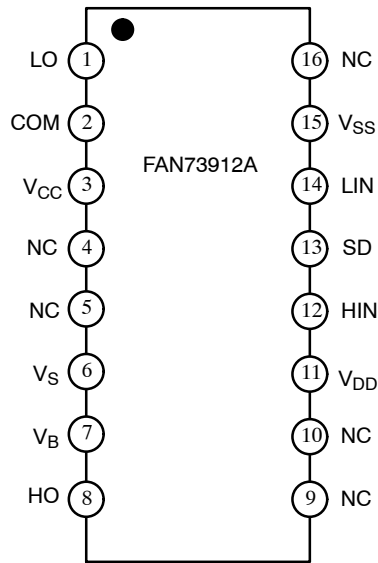 LO 1 16 NC
COM 2 15 VSS
FAN73912A
VCC 3 14 LIN
NC 4 13 SD
NC 5 12 HIN
VS 6 11 VDD
VB 7 10 NC
HO 8 9 NC